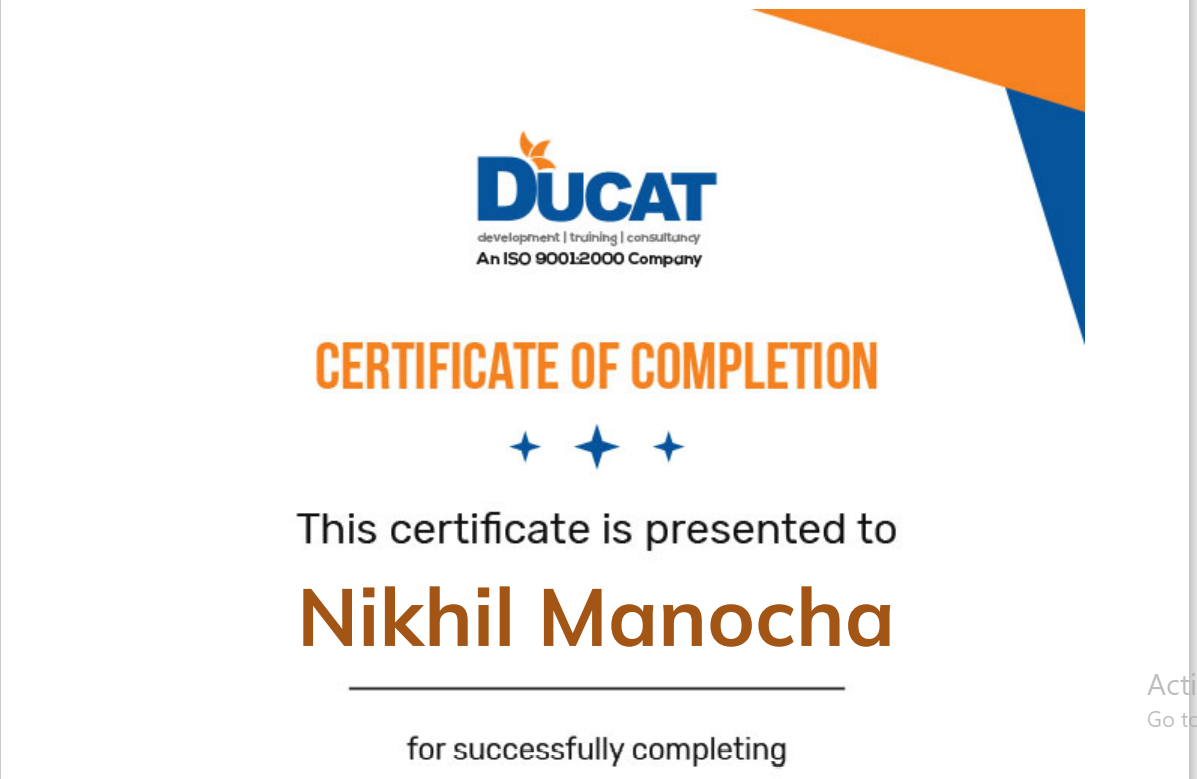 DUCAT
development | training | consultancy
An ISO 9001:2000 Company
CERTIFICATE OF COMPLETION
This certificate is presented to
Nikhil Manocha
for successfully completing
Acti
Go to